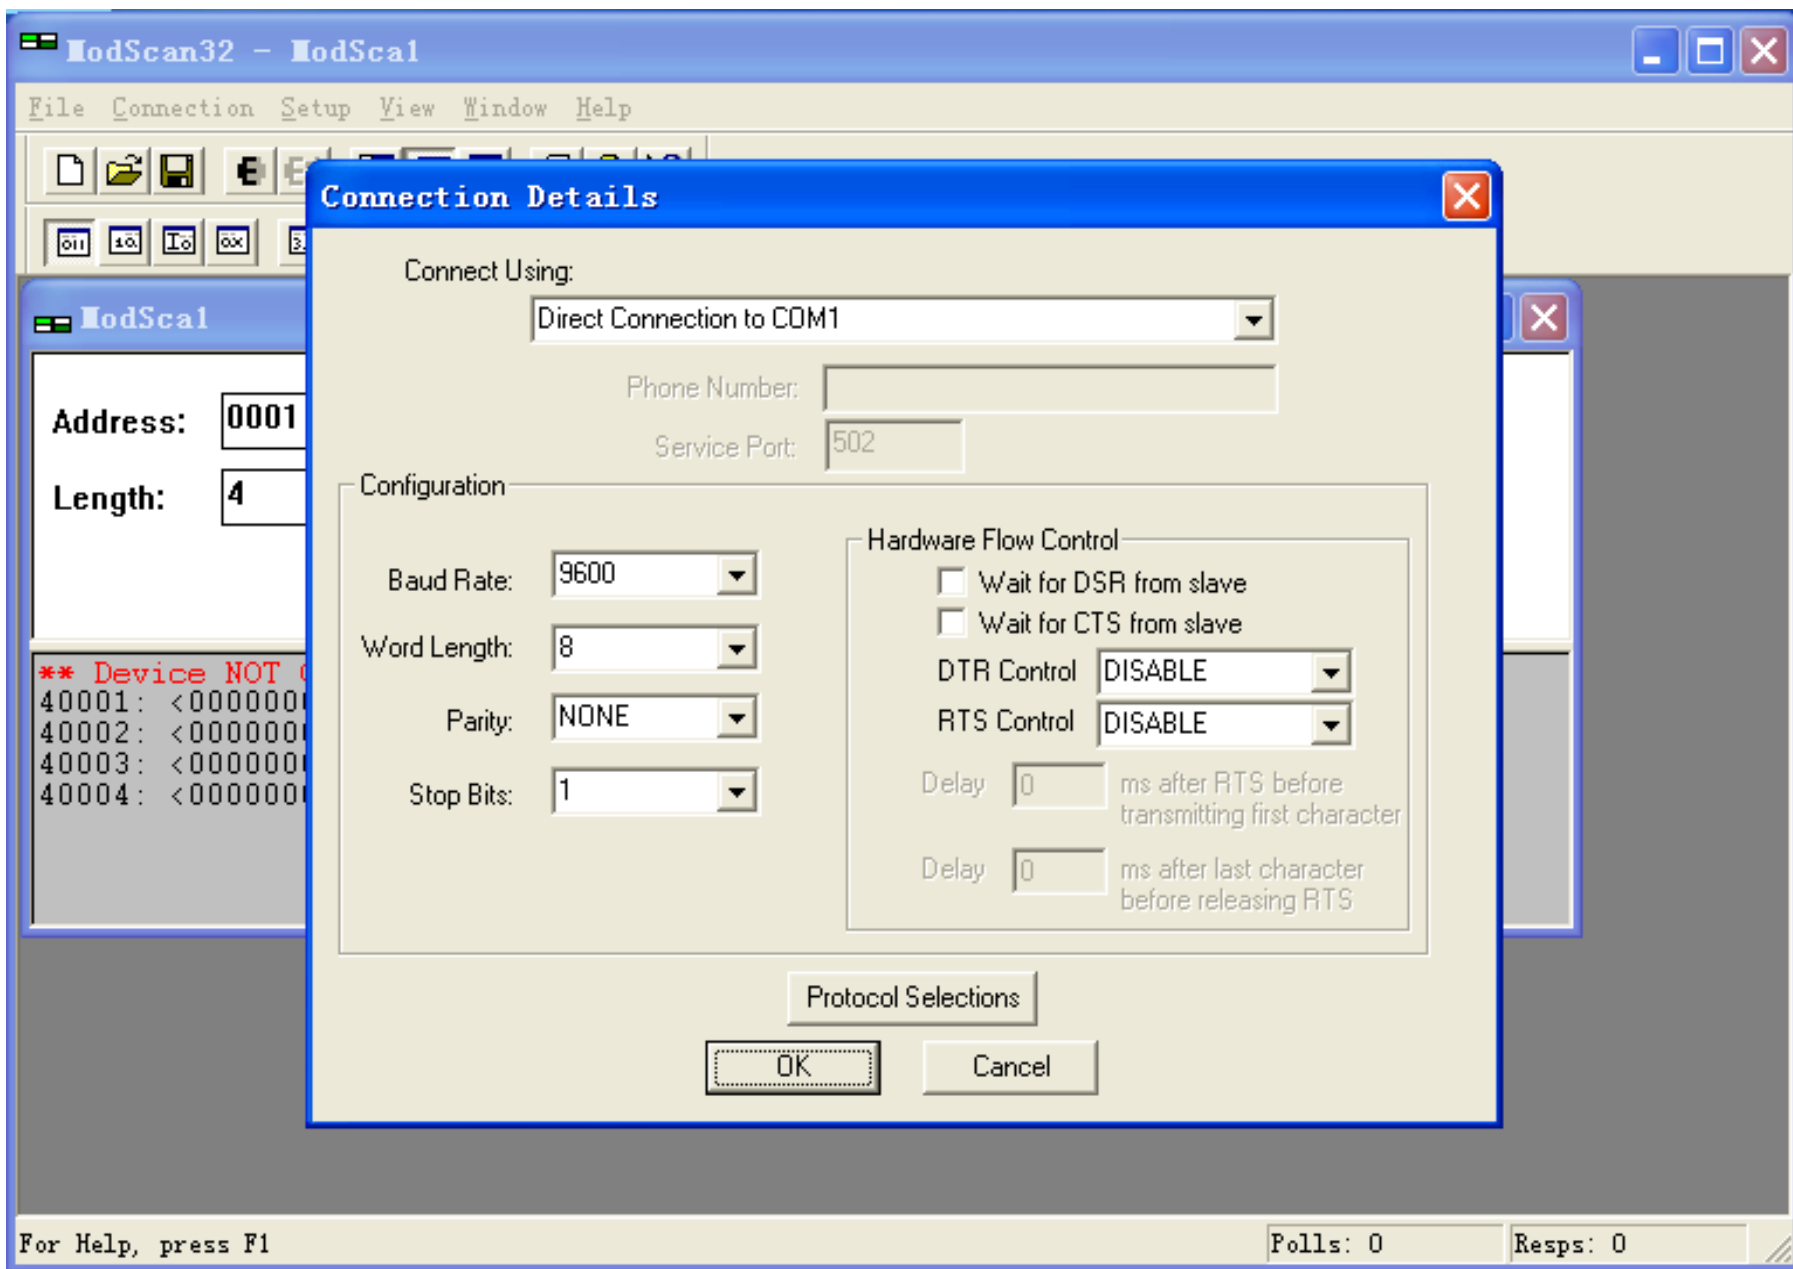 ModScan32 - ModSca1
File Connection Setup View Window Help
Connection Details
Connect Using:
Direct Connection to COM1
Phone Number:
Service Port: 502
Configuration
Baud Rate: 9600
Word Length: 8
Parity: NONE
Stop Bits: 1
Hardware Flow Control
Wait for DSR from slave
Wait for CTS from slave
DTR Control DISABLE
RTS Control DISABLE
Delay 0 ms after RTS before
transmitting first character
Delay 0 ms after last character
before releasing RTS
Protocol Selections
OK Cancel
ModSca1
Address: 0001
Length: 4
** Device NOT
40001: <000000
40002: <000000
40003: <000000
40004: <000000
For Help, press F1
Polls: 0
Resps: 0